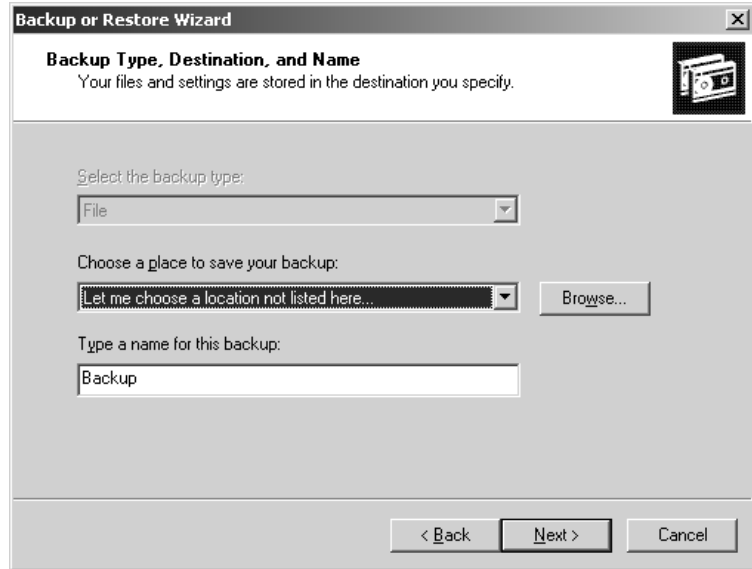 Backup or Restore Wizard
Backup Type, Destination, and Name
Your files and settings are stored in the destination you specify.
Select the backup type:
File
Choose a place to save your backup:
Let me choose a location not listed here...
Browse...
Type a name for this backup:
Backup
< Back Next > Cancel